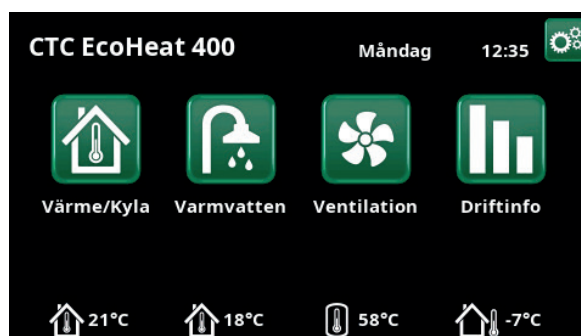 CTC EcoHeat 400 Måndag 12:35
Värme/Kyla Varmvatten Ventilation Driftinfo
21°C 18°C 58°C -7°C